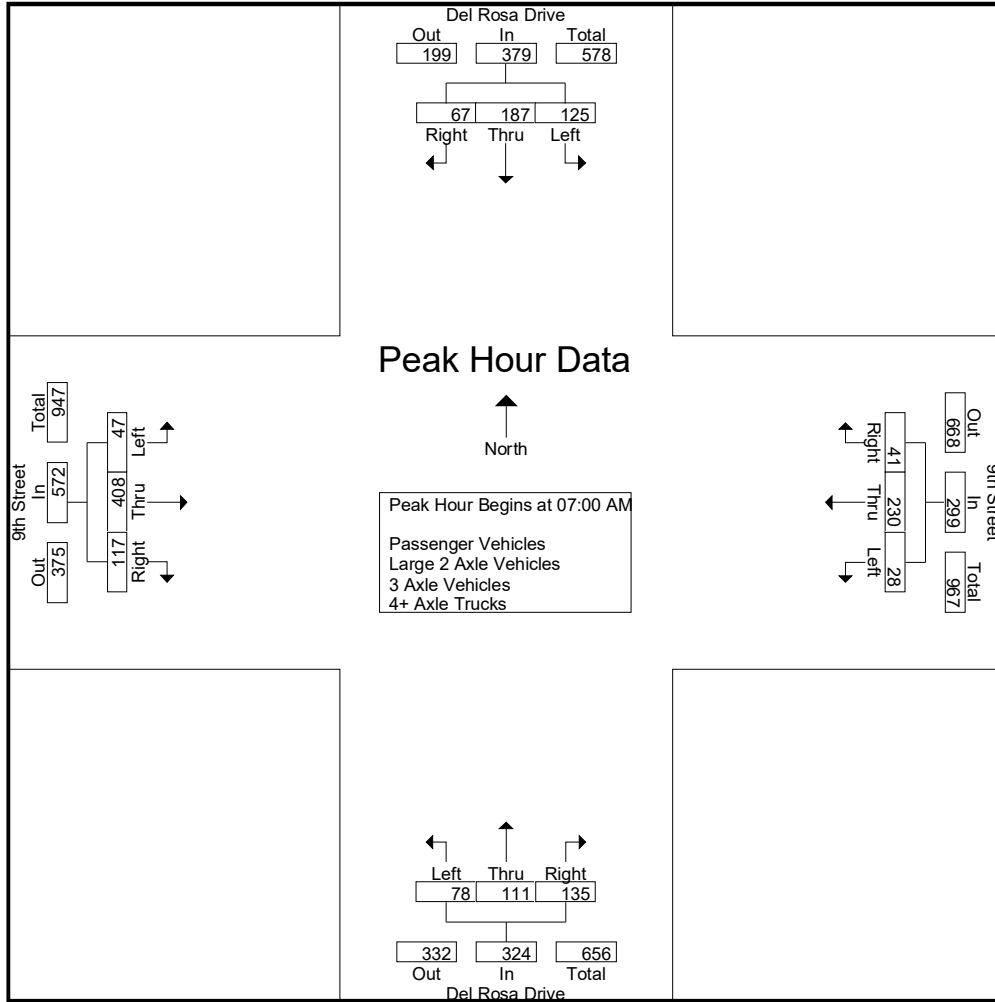 Del Rosa Drive
Out In Total
199 379 578
67 187 125
Right Thru Left
Peak Hour Data
North
Peak Hour Begins at 07:00 AM
Passenger Vehicles
Large 2 Axle Vehicles
3 Axle Vehicles
4+ Axle Trucks
9th Street
Out In Total
375 572 947
Right Thru Left
117 408 47
9th Street
Out In Total
668 299 967
Right Thru Left
41 230 28
Left Thru Right
78 111 135
332 324 656
Out In Total
Del Rosa Drive